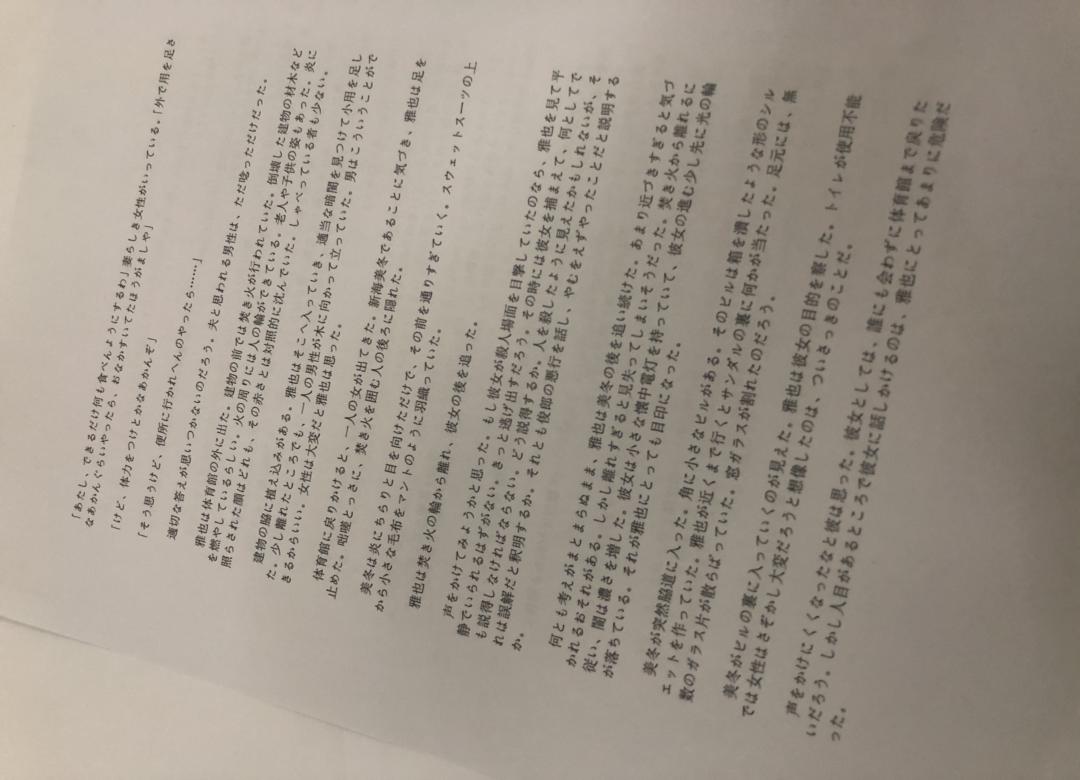 「あたし、できるだけ何も食べんようにするわ」妻らしき女性がいっている。「外で用を足さ
なあかんぐらいやったら、おなかすいてたほうがましや」
「けど、体力をつけとかなあかんぞ」
「そう思うけど、便所に行かれへんのやったら……」
適切な答えが思いつかないのだろう。夫と思われる男性は、ただ唸っただけだった。
雅也は体育館の外に出た。建物の前では焚き火が行われていた。倒壊した建物の材木など
を燃やしているらしい。火の周りには人の輪ができている。老人や子供の姿もあった。炎に
照らされた顔はどれも、その赤さとは対照的に沈んでいた。しゃべっている者も少ない。
建物の脇に植え込みがある。雅也はそこへ入っていき、適当な暗闇を見つけて小用を足し
た。少し離れたところでも、一人の男性が木に向かって立っていた。男はこういうことがで
きるからいい。女性は大変だと雅也は思った。
体育館に戻りかけると、一人の女が出てきた。新海美冬であることに気づき、雅也は足を
止めた。咄嗟とっさに、焚き火を囲む人の後ろに隠れた。
美冬は炎にちらりと目を向けただけで、その前を通りすぎていく。スウェットスーツの上
から小さな毛布をマントのように羽織っていた。
雅也は焚き火の輪から離れ、彼女の後を追った。
声をかけてみようかと思った。もし彼女が殺人場面を目撃していたのなら、雅也を見て平
静でいられるはずがない。きっと逃げ出すだろう。その時には彼女を捕まえて、何としてで
も説得しなければならない。どう説得するか。人を殺したように見えたかもしれないが、そ
れは誤解だと釈明するか。それとも俊郎の悪行を話し、やむをえずやったことだと説明する
か。
何とも考えがまとまらぬまま、雅也は美冬の後を追い続けた。あまり近づきすぎると気づ
かれるおそれがある。しかし離れすぎると見失ってしまいそうだった。焚き火から離れるに
従い、闇は濃さを増した。彼女は小さな懐中電灯を持っていて、彼女の進む少し先に光の輪
が落ちている。それが雅也にとっても目印になった。
美冬が突然脇道に入った。角に小さなビルがある。そのビルは箱を潰したような形のシル
エットを作っていた。雅也が近くまで行くとサンダルの裏に何かが当たった。足元には、無
数のガラス片が散らばっていた。窓ガラスが割れたのだろう。
美冬がビルの裏に入っていくのが見えた。雅也は彼女の目的を察した。トイレが使用不能
では女性はさぞかし大変だろうと想像したのは、ついさっきのことだ。
声をかけにくくなったなと彼は思った。彼女としては、誰にも会わずに体育館まで戻りた
いだろう。しかし人目があるところで彼女に話しかけるのは、雅也にとってあまりに危険だ
った。